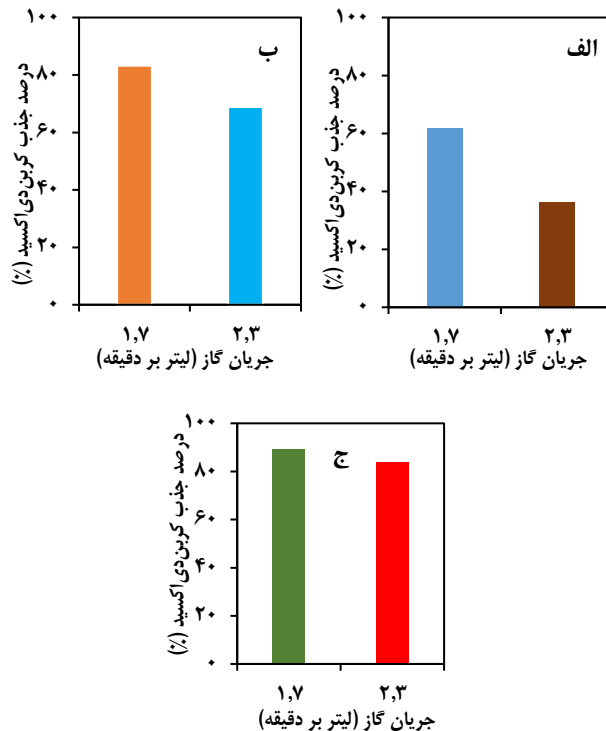 الف
درصد جذب کربن‌دی‌اکسید (%)
۱۰۰
۸۰
۶۰
۴۰
۲۰
۰
۱,۷
۲,۳
جریان گاز (لیتر بر دقیقه)
ب
درصد جذب کربن‌دی‌اکسید (%)
۱۰۰
۸۰
۶۰
۴۰
۲۰
۰
۱,۷
۲,۳
جریان گاز (لیتر بر دقیقه)
ج
درصد جذب کربن‌دی‌اکسید (%)
۱۰۰
۸۰
۶۰
۴۰
۲۰
۰
۱,۷
۲,۳
جریان گاز (لیتر بر دقیقه)